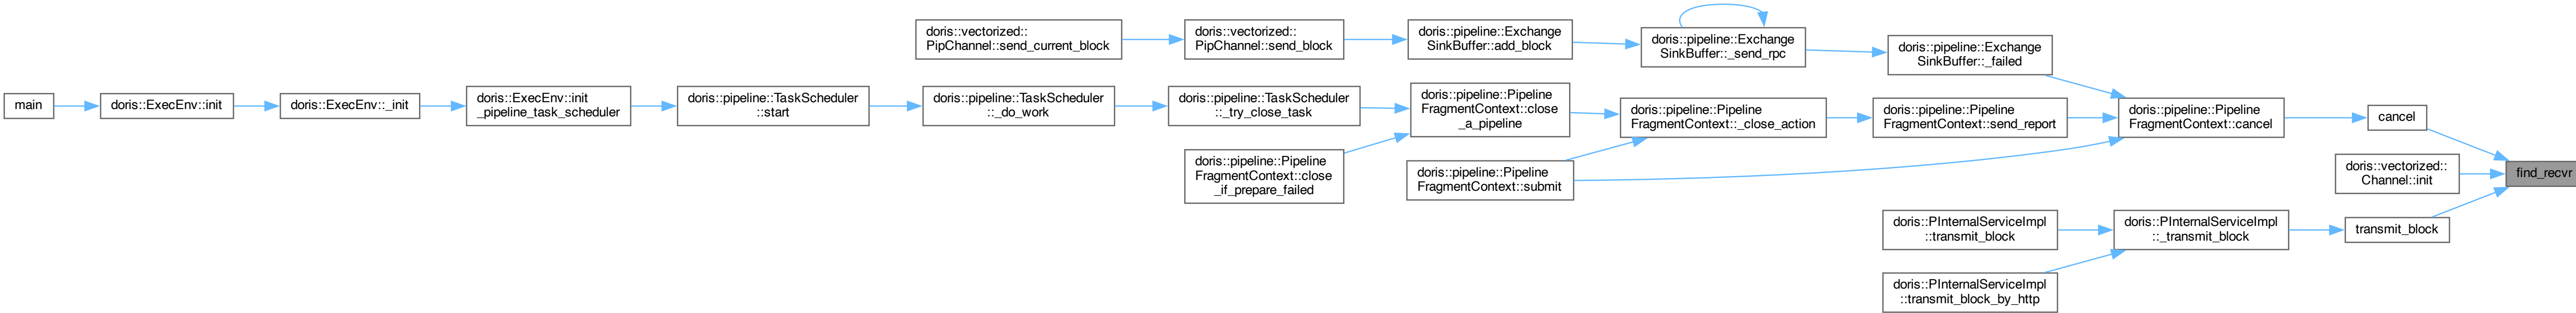 doris::vectorized::
PipChannel::send_current_block
doris::vectorized::
PipChannel::send_block
doris::pipeline::Exchange
SinkBuffer::add_block
doris::pipeline::Exchange
SinkBuffer::_send_rpc
doris::pipeline::Exchange
SinkBuffer::_failed
main
doris::ExecEnv::init
doris::ExecEnv::_init
doris::ExecEnv::init
_pipeline_task_scheduler
doris::pipeline::TaskScheduler
::start
doris::pipeline::TaskScheduler
::_do_work
doris::pipeline::TaskScheduler
::_try_close_task
doris::pipeline::Pipeline
FragmentContext::close
_a_pipeline
doris::pipeline::Pipeline
FragmentContext::_close_action
doris::pipeline::Pipeline
FragmentContext::send_report
doris::pipeline::Pipeline
FragmentContext::cancel
cancel
doris::pipeline::Pipeline
FragmentContext::close
_if_prepare_failed
doris::pipeline::Pipeline
FragmentContext::submit
doris::vectorized::
Channel::init
find_recvr
doris::PInternalServiceImpl
::transmit_block
doris::PInternalServiceImpl
::_transmit_block
transmit_block
doris::PInternalServiceImpl
::transmit_block_by_http